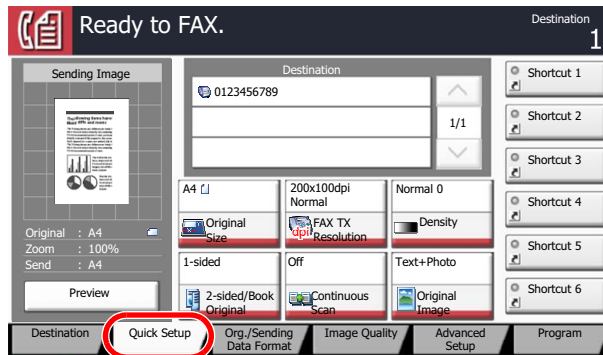 Ready to FAX.
Destination
1
Sending Image
Original : A4
Zoom : 100%
Send : A4
Preview
Destination
0123456789
1/1
A4
Original
Size
200x100dpi
Normal
dpi
FAX TX
Resolution
Normal 0
Density
1-sided
2-sided/Book
Original
Off
Continuous
Scan
Text+Photo
Original
Image
Shortcut 1
Shortcut 2
Shortcut 3
Shortcut 4
Shortcut 5
Shortcut 6
Destination
Quick Setup
Org./Sending
Data Format
Image Quality
Advanced
Setup
Program